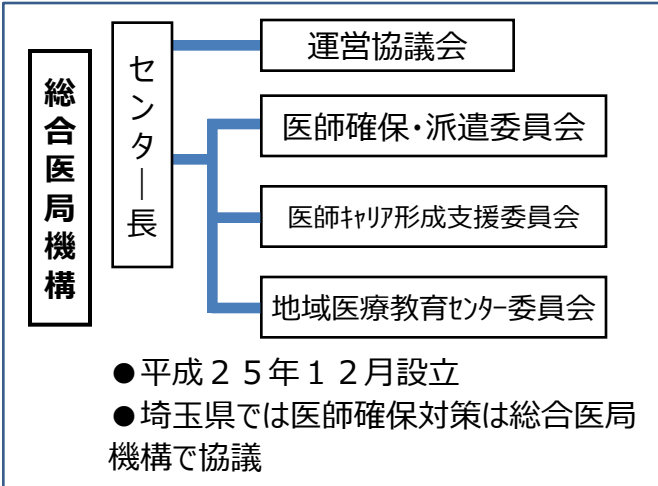 総合医局機構
センター長
運営協議会
医師確保・派遣委員会
医師ｷｬﾘｱ形成支援委員会
地域医療教育ｾﾝﾀｰ委員会
●平成２５年１２月設立
●埼玉県では医師確保対策は総合医局
機構で協議